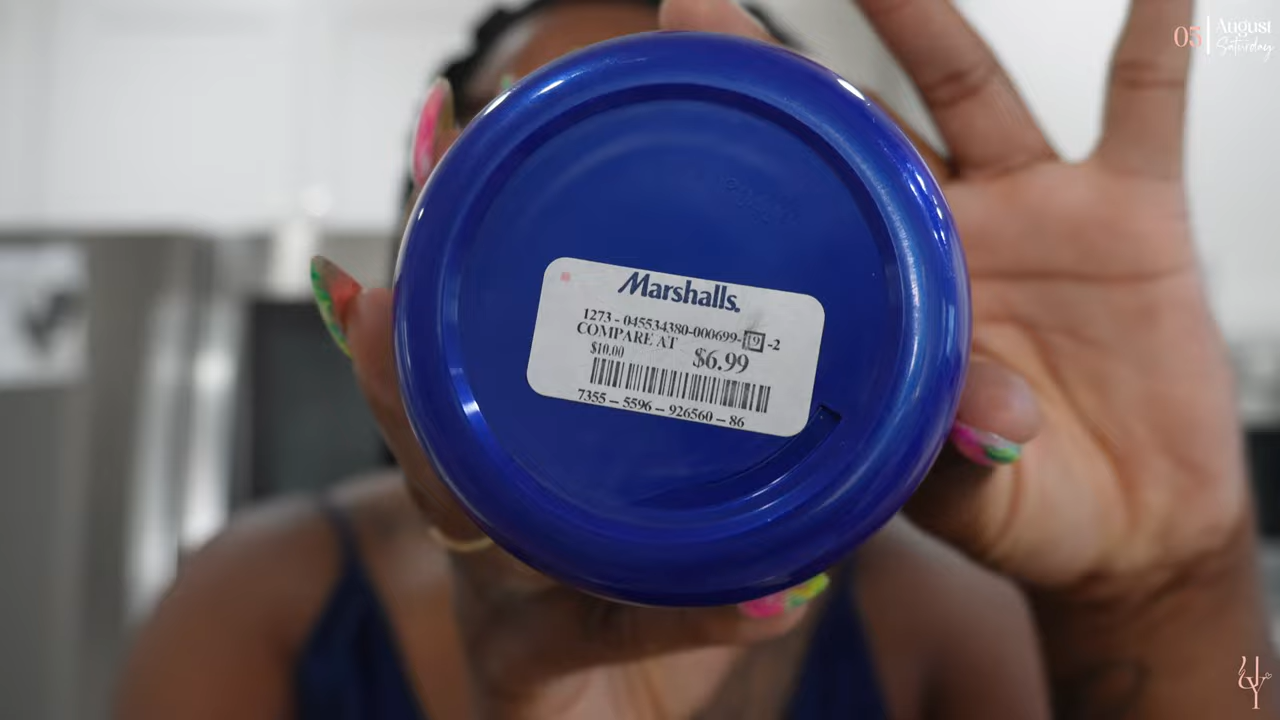 05
August
Saturday
Marshalls.
1273 - 045534380-000699-19 -2
COMPARE AT $6.99
$10.00
7355 – 5596 – 926560 – 86